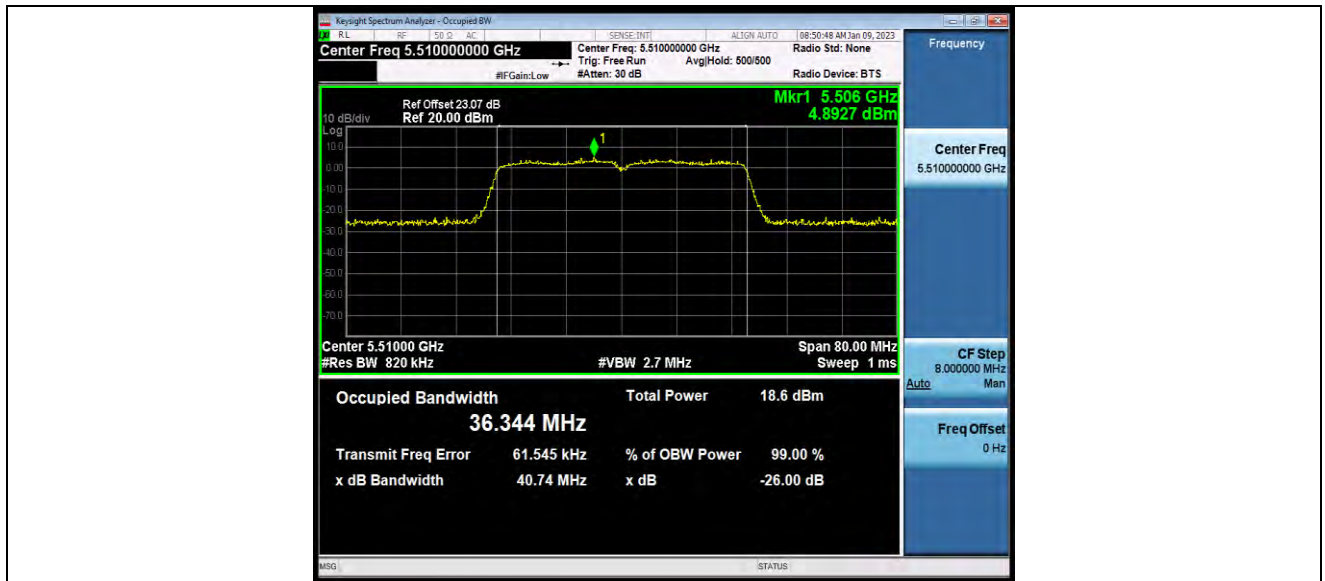 Keysight Spectrum Analyzer - Occupied BW
RL RF 50 Ω AC SENSE:INT ALIGN AUTO 08:50:48 AM Jan 09, 2023
Center Freq 5.510000000 GHz
Center Freq: 5.510000000 GHz
Radio Std: None
Trig: Free Run Avg|Hold: 500/500
#IFGain:Low
#Atten: 30 dB
Radio Device: BTS
Frequency
Mkr1 5.506 GHz
4.8927 dBm
Ref Offset 23.07 dB
10 dB/div Ref 20.00 dBm
Log
1
10.0
0.00
-10.0
-20.0
-30.0
-40.0
-50.0
-60.0
-70.0
Center Freq
5.510000000 GHz
Center 5.51000 GHz Span 80.00 MHz
#Res BW 820 kHz #VBW 2.7 MHz Sweep 1 ms
CF Step
8.000000 MHz
Auto Man
Occupied Bandwidth Total Power 18.6 dBm
36.344 MHz
Freq Offset
0 Hz
Transmit Freq Error 61.545 kHz % of OBW Power 99.00 %
x dB Bandwidth 40.74 MHz x dB -26.00 dB
MSG STATUS